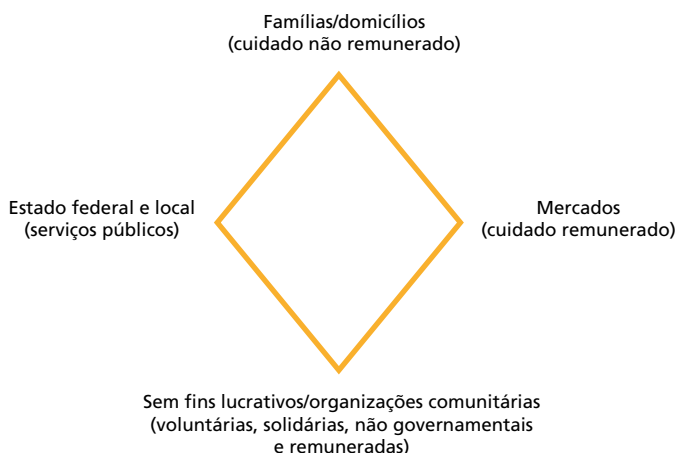 Famílias/domicílios
(cuidado não remunerado)
Estado federal e local
(serviços públicos)
Mercados
(cuidado remunerado)
Sem fins lucrativos/organizações comunitárias
(voluntárias, solidárias, não governamentais
e remuneradas)